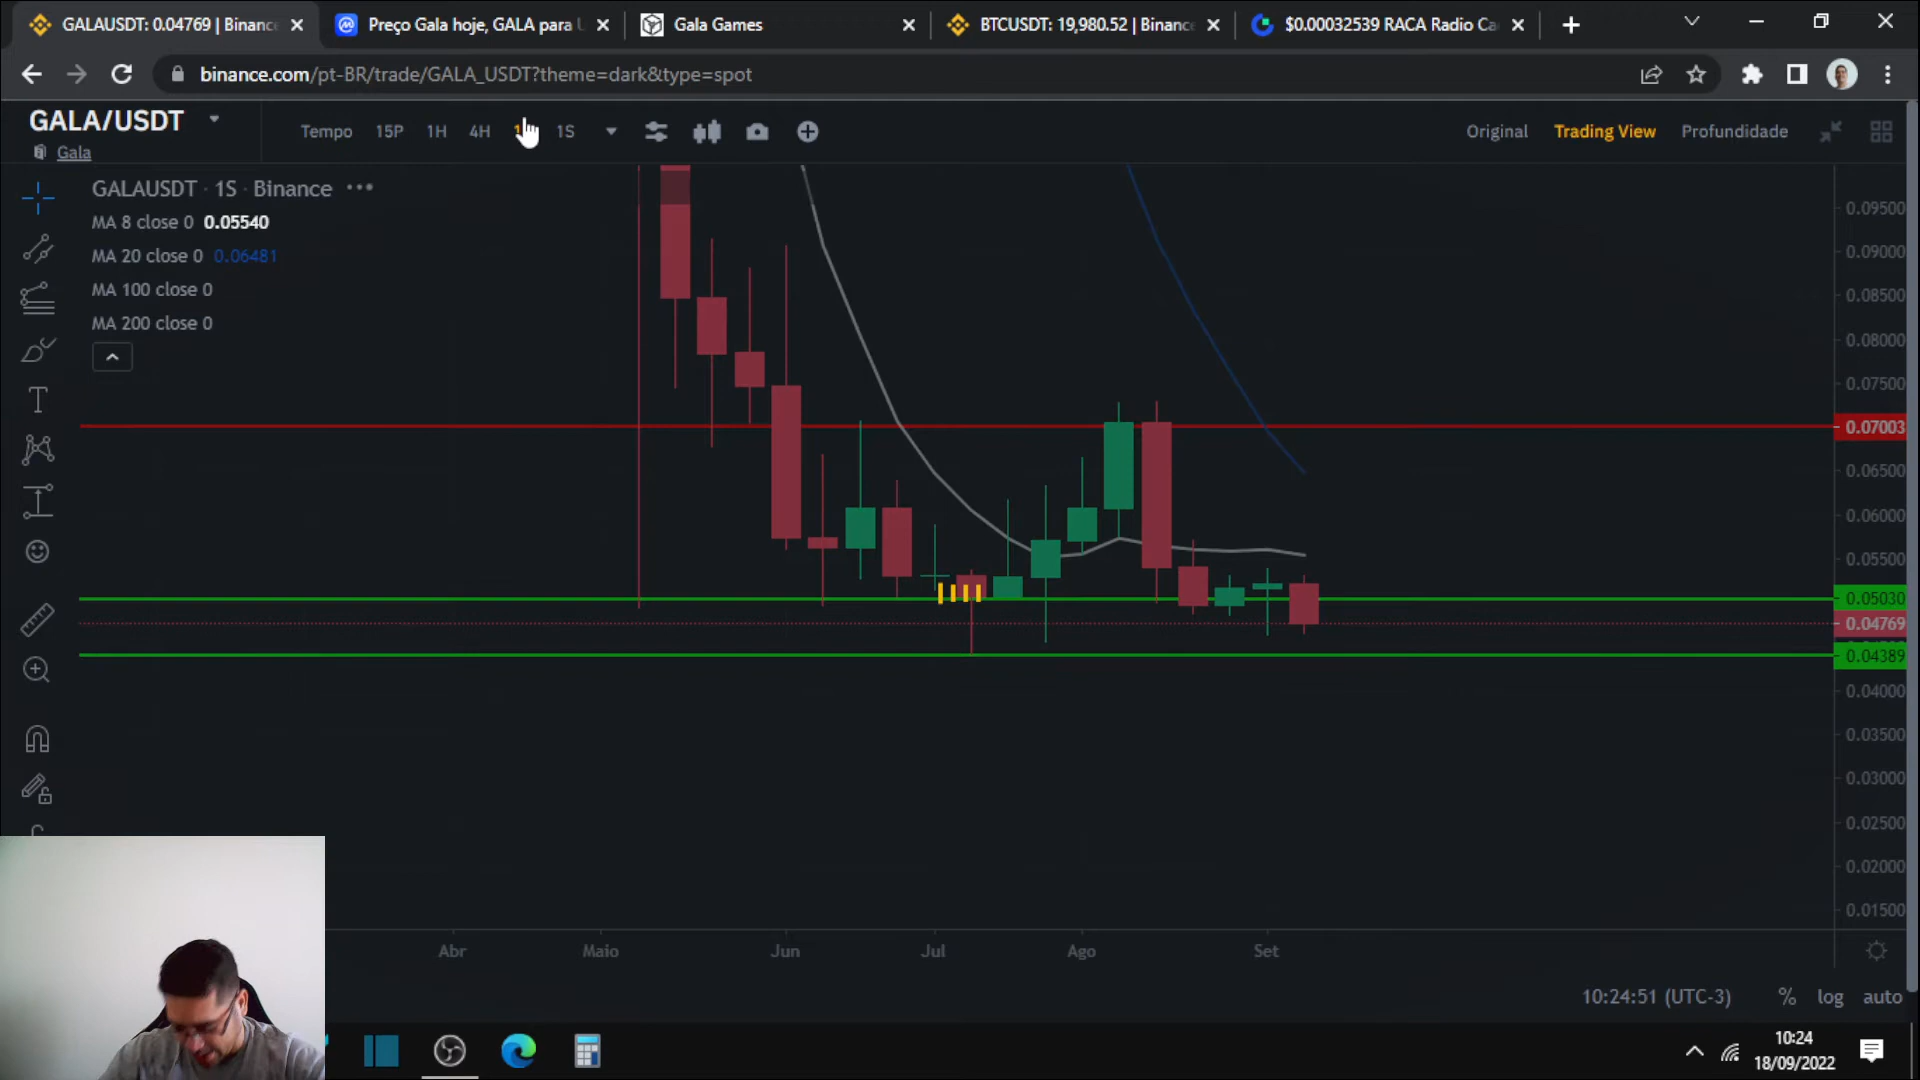 GALAUSDT: 0.04769 | Binanc
Preço Gala hoje, GALA para U
Gala Games
BTCUSDT: 19,980.52 | Binanc
$0.00032539 RACA Radio Ca
binance.com/pt-BR/trade/GALA_USDT?theme=dark&type=spot
GALA/USDT
Gala
Tempo 15P 1H 4H 1S
Original Trading View Profundidade
GALAUSDT · 1S · Binance
MA 8 close 0 0.05540
MA 20 close 0 0.06481
MA 100 close 0
MA 200 close 0
0.09500
0.09000
0.08500
0.08000
0.07500
0.07003
0.06500
0.06000
0.05500
0.05030
0.04769
0.04389
0.04000
0.03500
0.03000
0.02500
0.02000
0.01500
Abr Maio Jun Jul Ago Set
10:24:51 (UTC-3) % log auto
10:24
18/09/2022